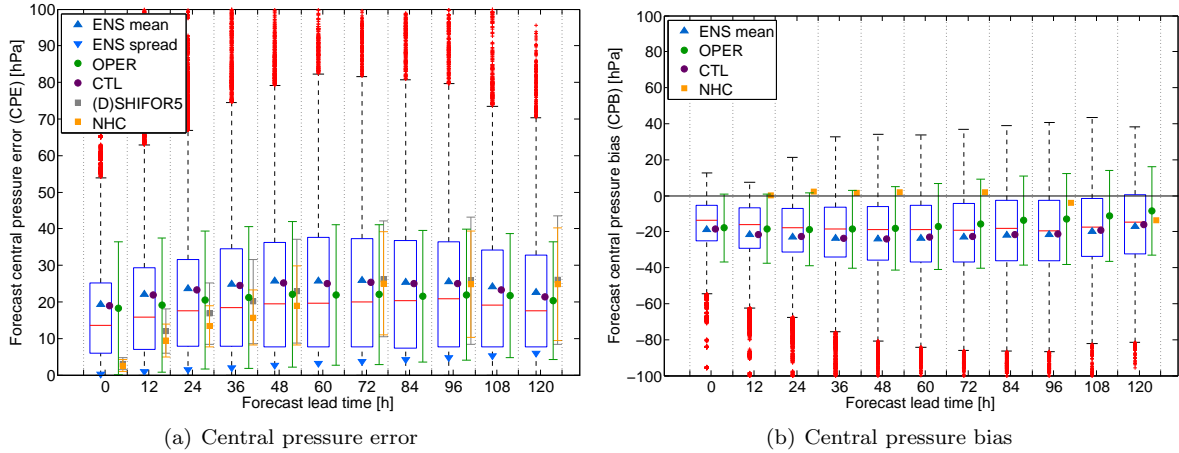 100
90
80
70
60
50
40
30
20
10
0
Forecast central pressure error (CPE) [hPa]
ENS mean
ENS spread
OPER
CTL
(D)SHIFOR5
NHC
0 12 24 36 48 60 72 84 96 108 120
Forecast lead time [h]
(a) Central pressure error
100
80
60
40
20
0
−20
−40
−60
−80
−100
Forecast central pressure bias (CPB) [hPa]
ENS mean
OPER
CTL
NHC
0 12 24 36 48 60 72 84 96 108 120
Forecast lead time [h]
(b) Central pressure bias